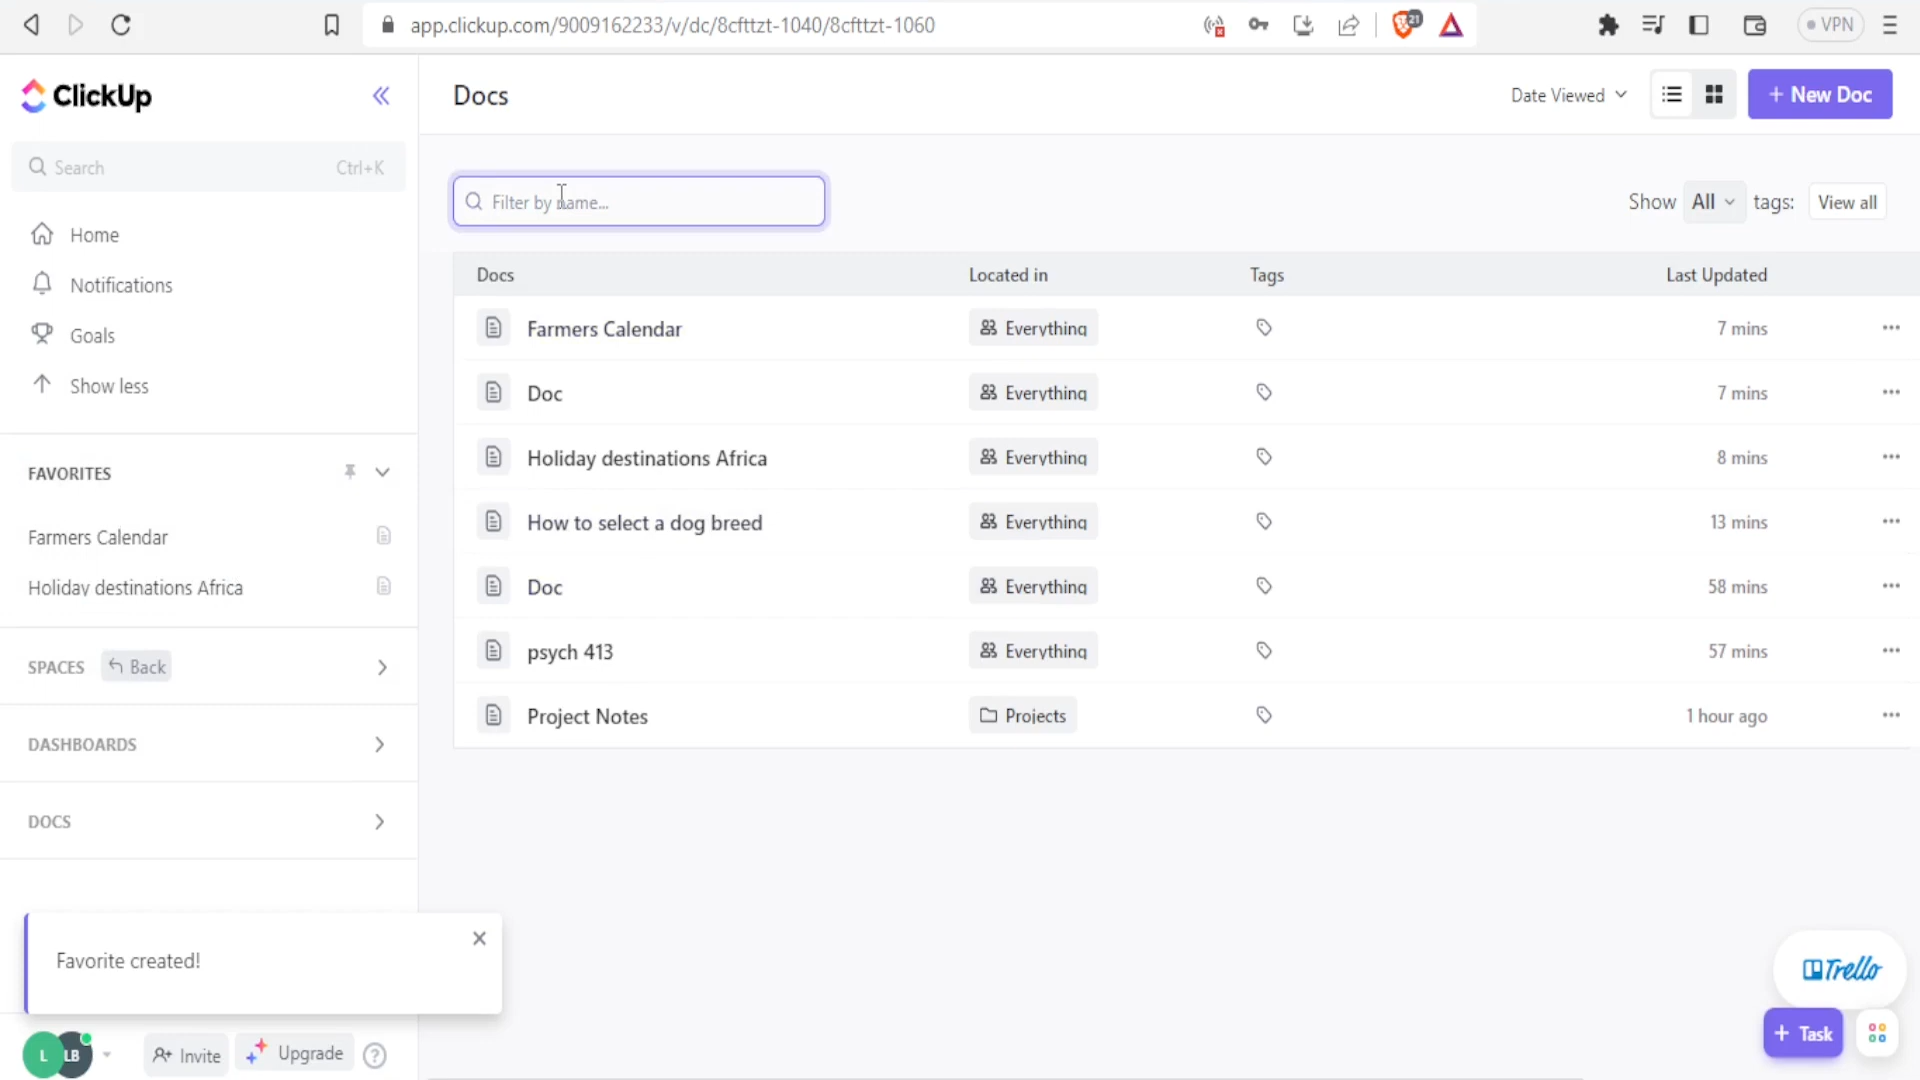 app.clickup.com/9009162233/v/dc/8cfttzt-1040/8cfttzt-1060
21
VPN
ClickUp
Docs
Date Viewed
+ New Doc
Search
Ctrl+K
Filter by name...
Show All tags: View all
Home
Notifications
Goals
Show less
Docs Located in Tags Last Updated
Farmers Calendar Everything 7 mins
Doc Everything 7 mins
Holiday destinations Africa Everything 8 mins
How to select a dog breed Everything 13 mins
Doc Everything 58 mins
psych 413 Everything 57 mins
Project Notes Projects 1 hour ago
FAVORITES
Farmers Calendar
Holiday destinations Africa
SPACES Back
DASHBOARDS
DOCS
Favorite created!
Trello
+ Task
L LB
Invite
Upgrade
?